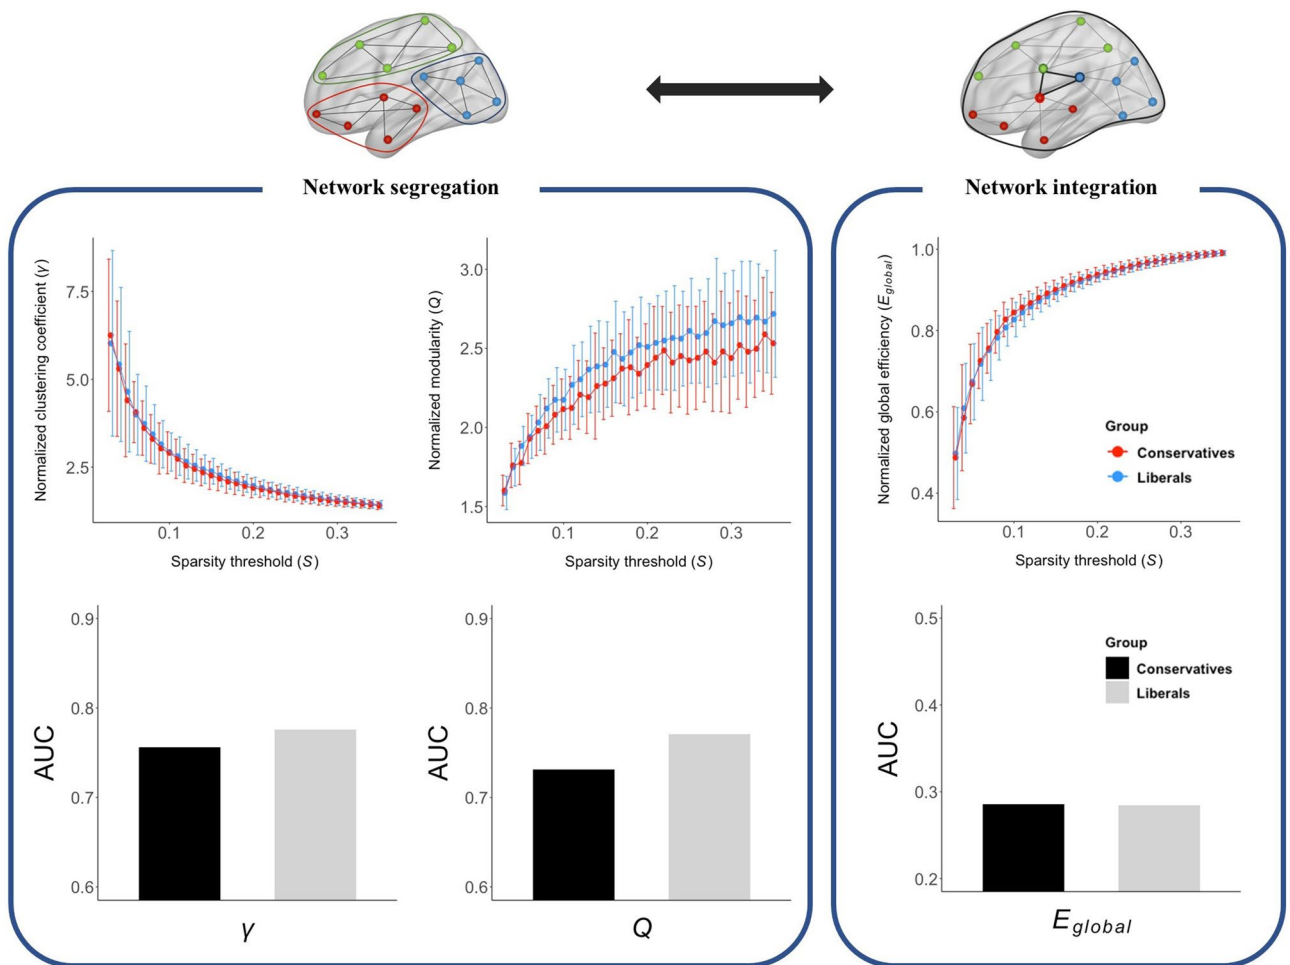 Network segregation
Network integration
Normalized clustering coefficient (γ)
7.5
5.0
2.5
0.1
0.2
0.3
Sparsity threshold (S)
Normalized modularity (Q)
3.0
2.5
2.0
1.5
0.1
0.2
0.3
Sparsity threshold (S)
Normalized global efficiency (Eglobal)
1.0
0.8
0.6
0.4
0.1
0.2
0.3
Sparsity threshold (S)
Group
Conservatives
Liberals
AUC
0.9
0.8
0.7
0.6
γ
AUC
0.9
0.8
0.7
0.6
Q
AUC
0.5
0.4
0.3
0.2
Group
Conservatives
Liberals
Eglobal